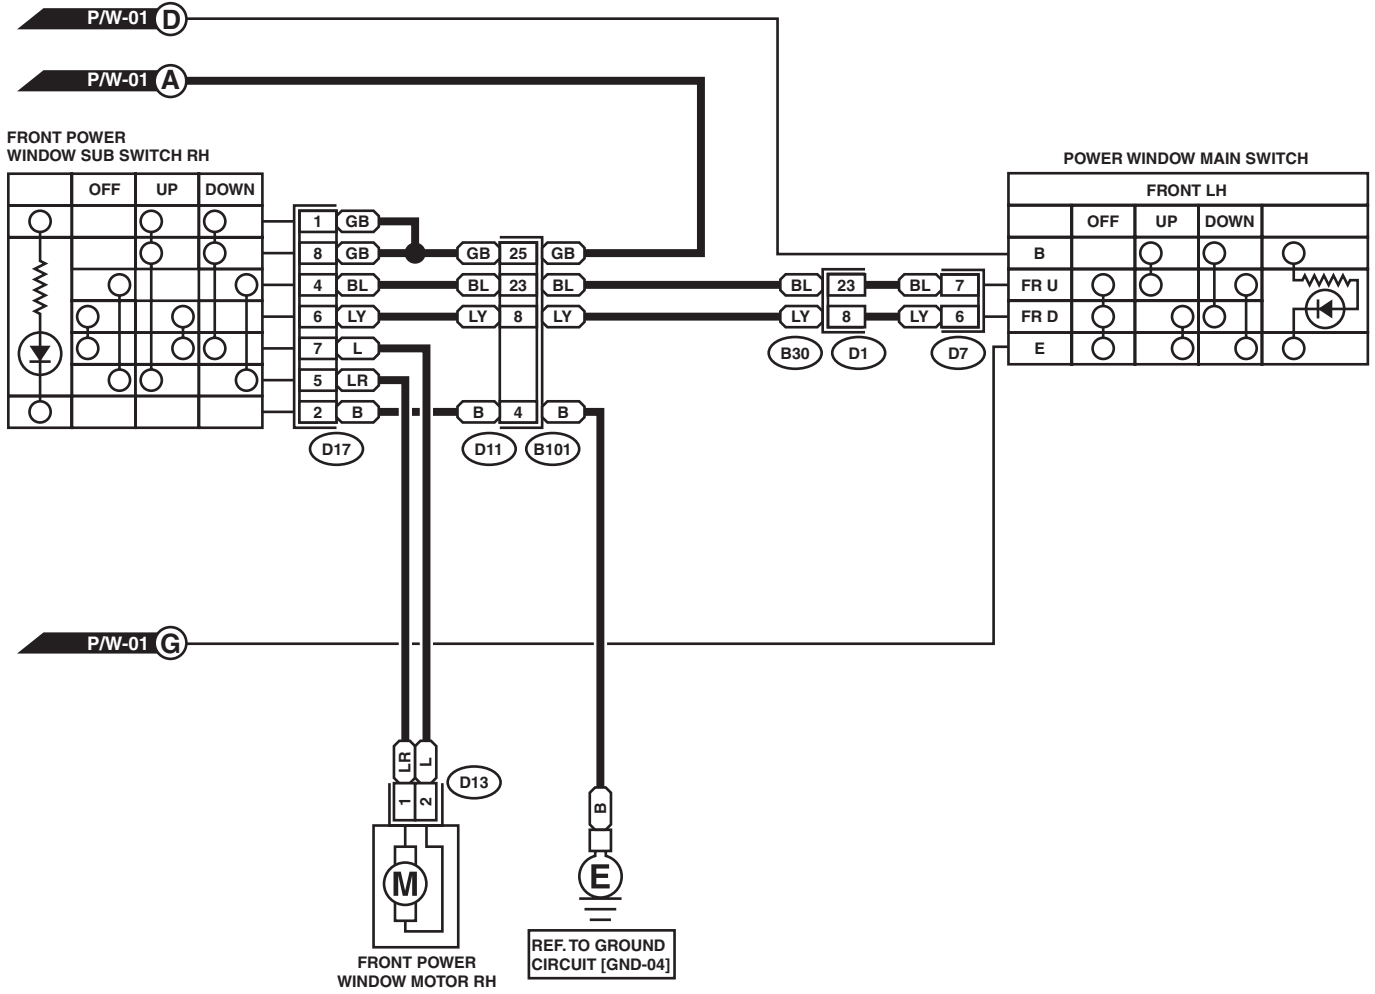 P/W-01 D
P/W-01 A
FRONT POWER
WINDOW SUB SWITCH RH
OFF UP DOWN
1 GB
8 GB GB 25 GB
4 BL BL 23 BL BL 23 BL 7
6 LY LY 8 LY LY 8 LY 6
7 L
5 LR
2 B B 4 B
D17 D11 B101
B30 D1 D7
POWER WINDOW MAIN SWITCH
FRONT LH
OFF UP DOWN
B
FR U
FR D
E
P/W-01 G
LR L
1 2
D13
M
FRONT POWER
WINDOW MOTOR RH
B
E
REF. TO GROUND
CIRCUIT [GND-04]